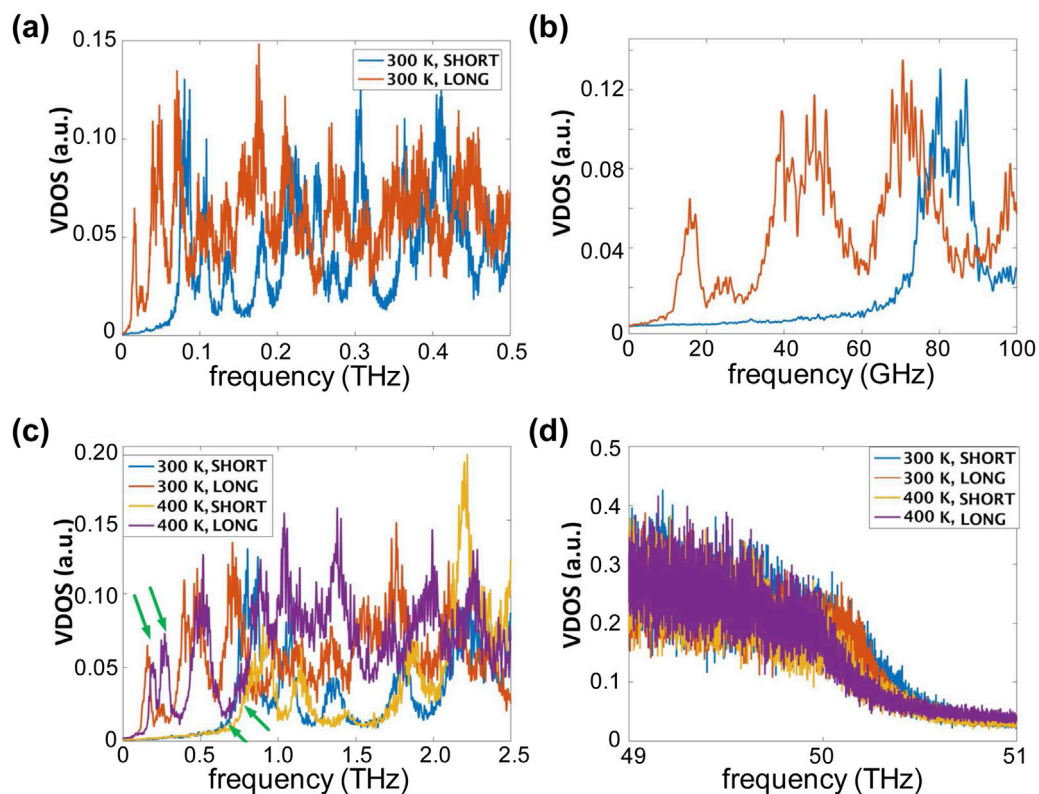 (a)
0.15
0.10
0.05
0
VDOS (a.u.)
300 K, SHORT
300 K, LONG
0 0.1 0.2 0.3 0.4 0.5
frequency (THz)
(b)
0.12
0.08
0.04
0
VDOS (a.u.)
0 20 40 60 80 100
frequency (GHz)
(c)
0.20
0.15
0.10
0.05
0
VDOS (a.u.)
300 K, SHORT
300 K, LONG
400 K, SHORT
400 K, LONG
0 0.5 1.0 1.5 2.0 2.5
frequency (THz)
(d)
0.5
0.4
0.3
0.2
0.1
0
VDOS (a.u.)
300 K, SHORT
300 K, LONG
400 K, SHORT
400 K, LONG
49 50 51
frequency (THz)